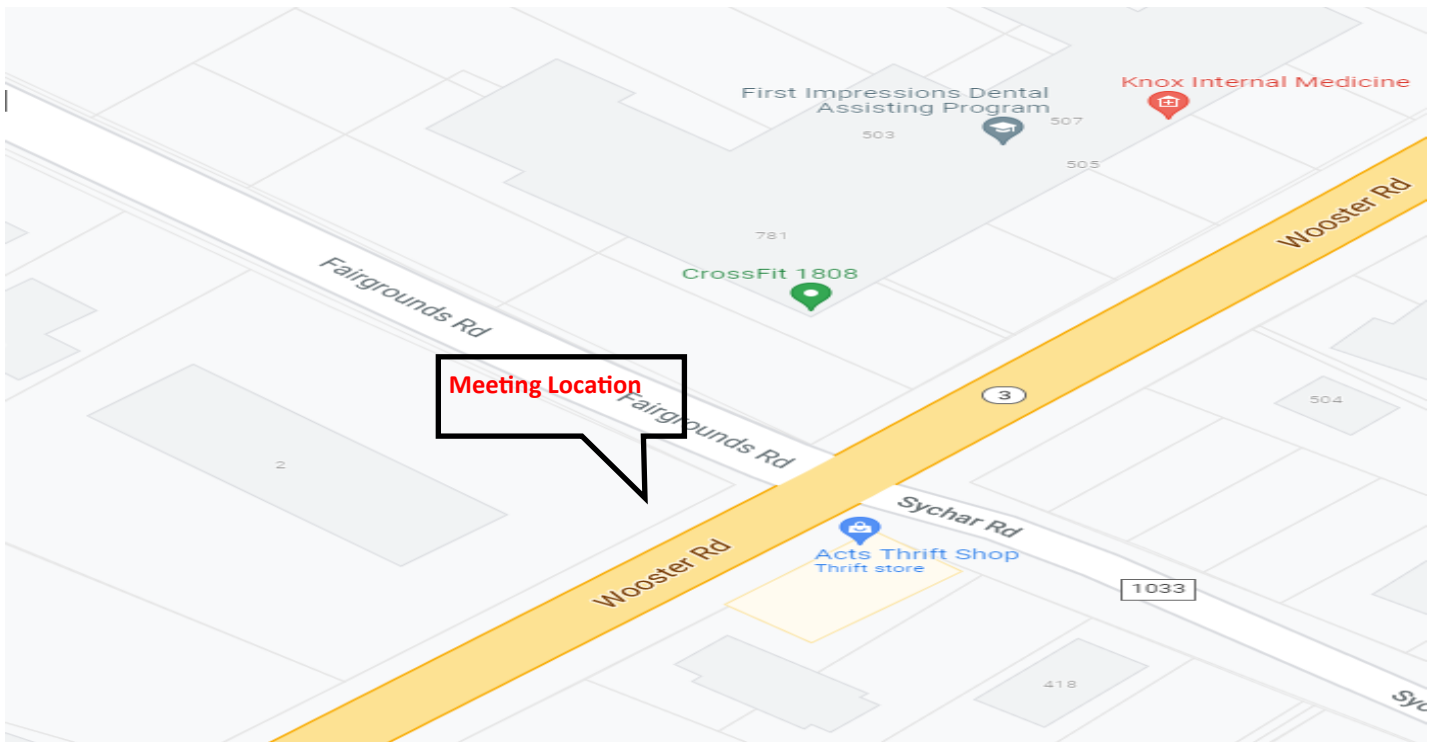 First Impressions Dental
Assisting Program
Knox Internal Medicine
503
507
505
Wooster Rd
781
CrossFit 1808
Fairgrounds Rd
Meeting Location
Fairgrounds Rd
3
504
2
Sychar Rd
Acts Thrift Shop
Thrift store
Wooster Rd
1033
418
Syc